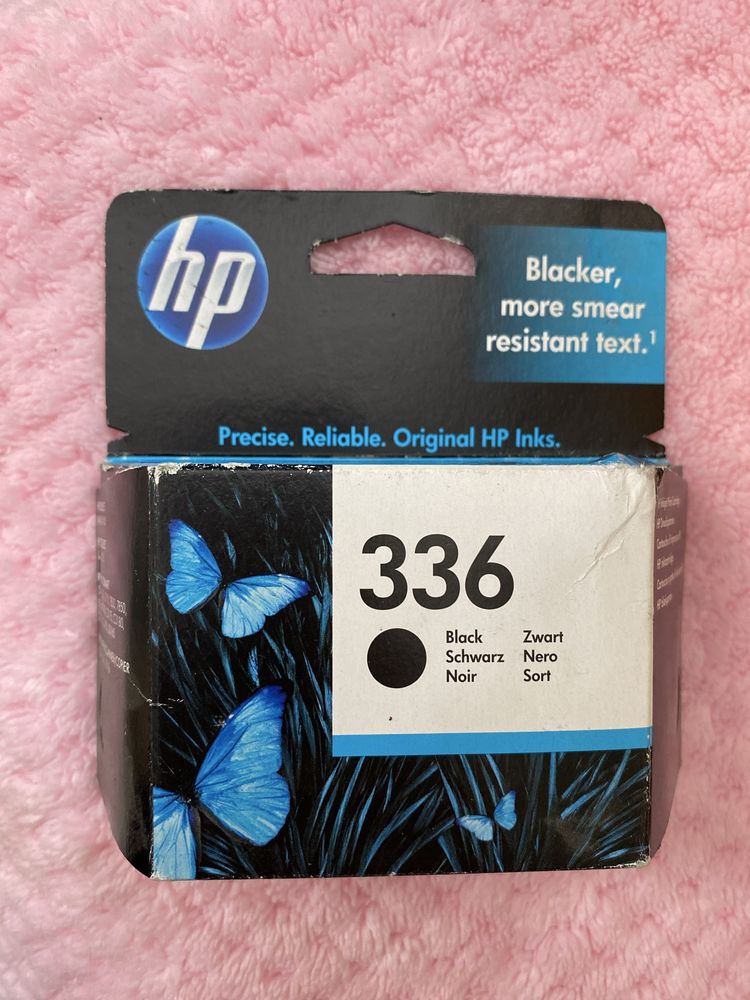 hp
Blacker,
more smear
resistant text.¹
Precise. Reliable. Original HP Inks.
336
Black
Schwarz
Noir
Zwart
Nero
Sort